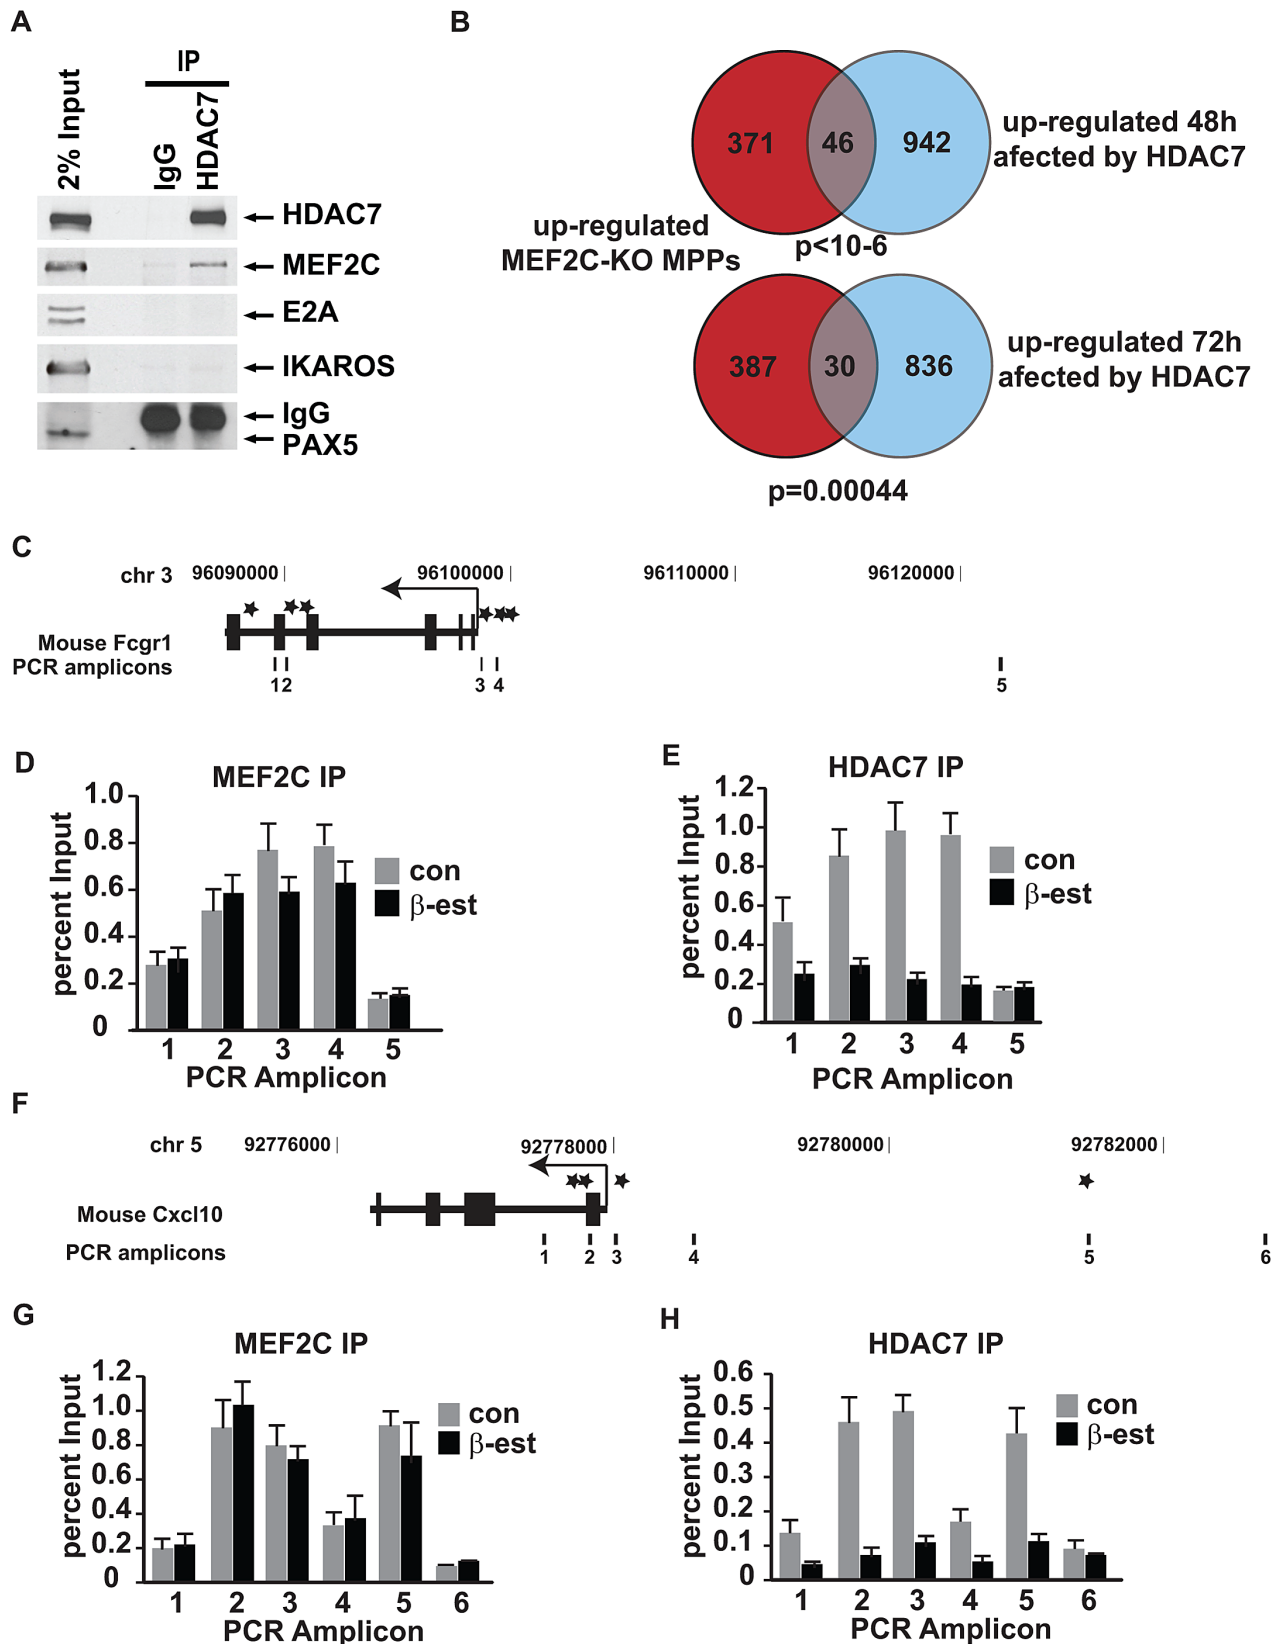 A
IP
2% Input
IgG
HDAC7
HDAC7
MEF2C
E2A
IKAROS
IgG
PAX5
B
371
46
942
up-regulated 48h
afected by HDAC7
up-regulated
MEF2C-KO MPPs
p<10-6
387
30
836
up-regulated 72h
afected by HDAC7
p=0.00044
C
chr 3
96090000
96100000
96110000
96120000
Mouse Fcgr1
PCR amplicons
1 2
3
4
5
D
MEF2C IP
1.0
0.8
0.6
0.4
0.2
0
percent Input
con
β-est
1 2 3 4 5
PCR Amplicon
E
HDAC7 IP
1.2
1.0
0.8
0.6
0.4
0.2
0
percent Input
con
β-est
1 2 3 4 5
PCR Amplicon
F
chr 5
92776000
92778000
92780000
92782000
Mouse Cxcl10
PCR amplicons
1
2
3
4
5
6
G
MEF2C IP
1.2
1.0
0.8
0.6
0.4
0.2
0
percent Input
con
β-est
1 2 3 4 5 6
PCR Amplicon
H
HDAC7 IP
0.6
0.5
0.4
0.3
0.2
0.1
0
percent Input
con
β-est
1 2 3 4 5 6
PCR Amplicon